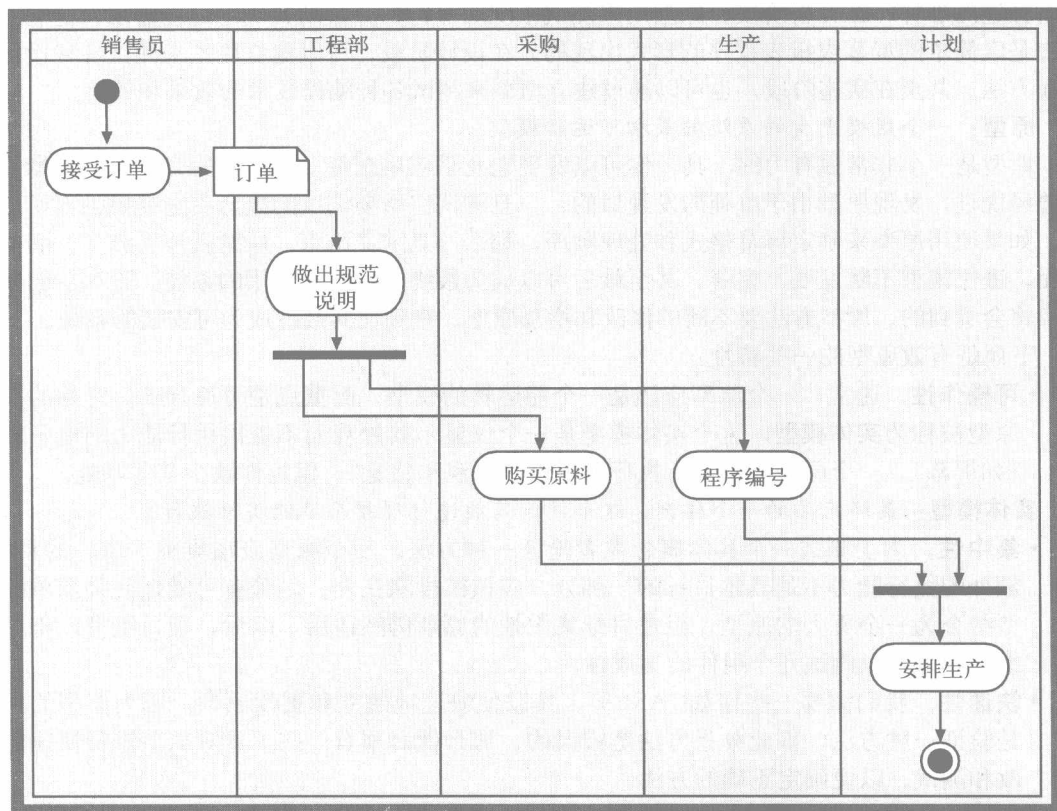 销售员 工程部 采购 生产 计划
接受订单
订单
做出规范
说明
购买原料
程序编号
安排生产